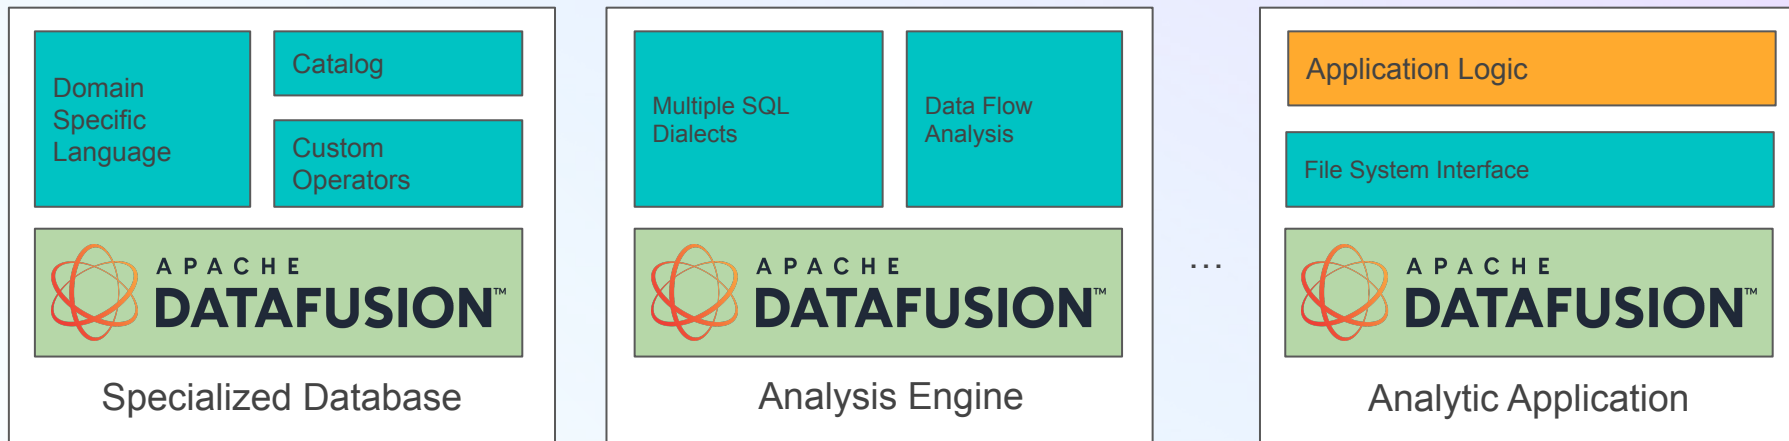 Domain
Specific
Language
Catalog
Custom
Operators
APACHE
DATAFUSION™
Specialized Database
Multiple SQL
Dialects
Data Flow
Analysis
APACHE
DATAFUSION™
Analysis Engine
...
Application Logic
File System Interface
APACHE
DATAFUSION™
Analytic Application